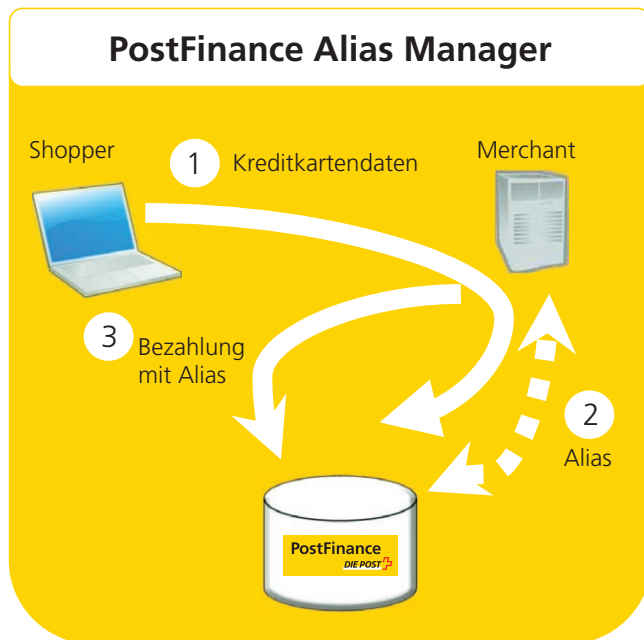 PostFinance Alias Manager
Shopper
1
Kreditkartendaten
Merchant
3
Bezahlung
mit Alias
2
Alias
PostFinance
DIE POST